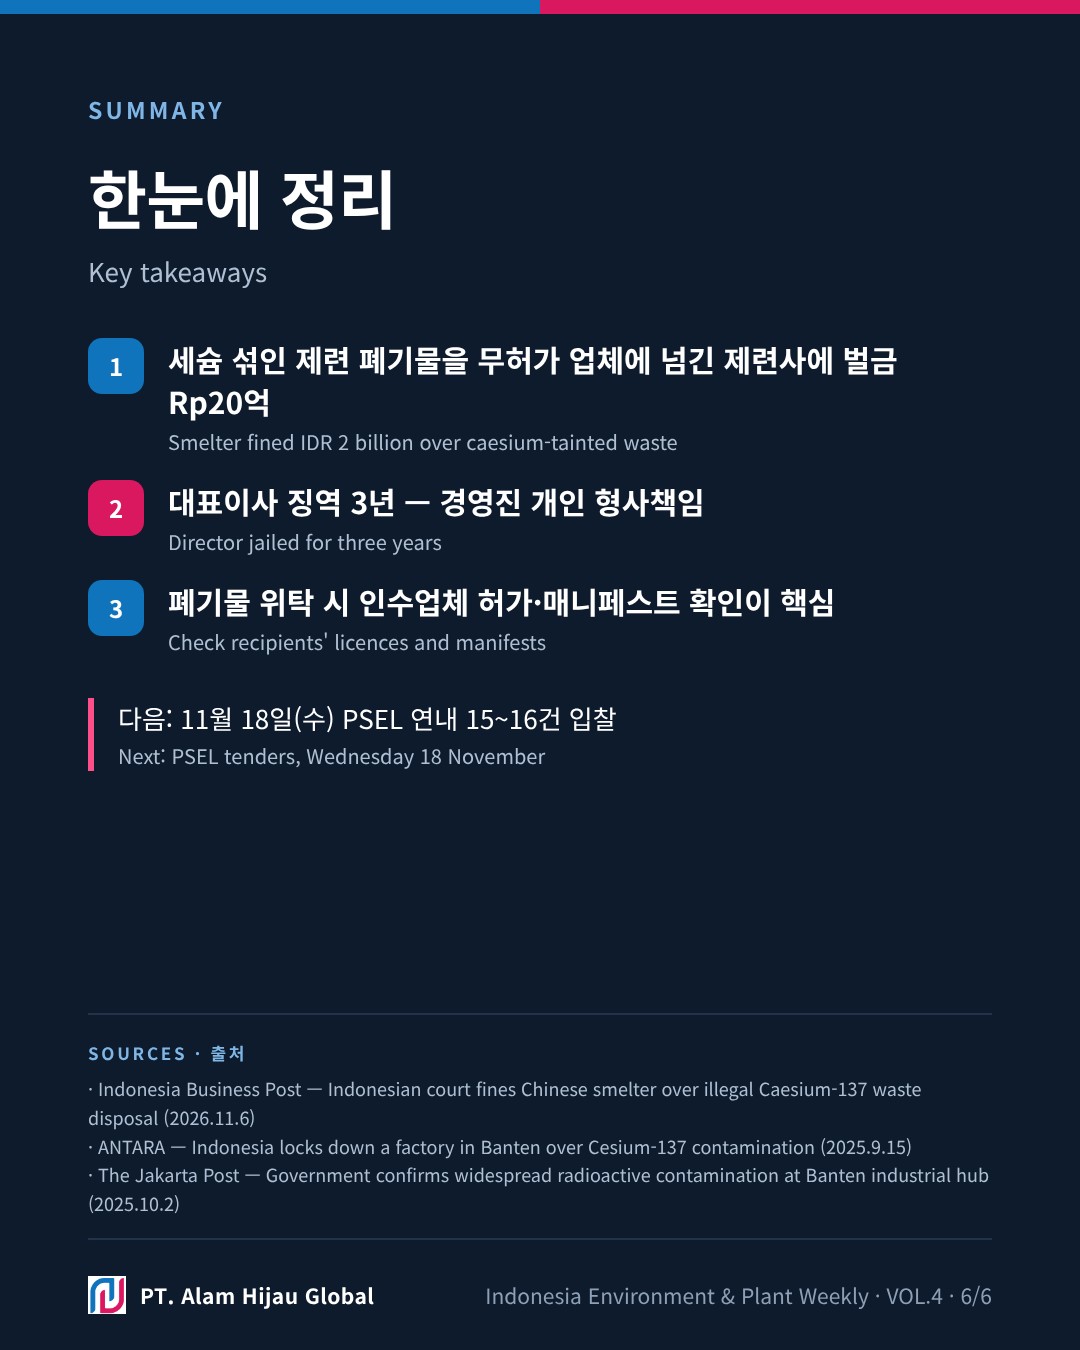 SUMMARY
한눈에 정리
Key takeaways
1
세슘 섞인 제련 폐기물을 무허가 업체에 넘긴 제련사에 벌금
Rp20억
Smelter fined IDR 2 billion over caesium-tainted waste
2
대표이사 징역 3년 — 경영진 개인 형사책임
Director jailed for three years
3
폐기물 위탁 시 인수업체 허가·매니페스트 확인이 핵심
Check recipients' licences and manifests
다음: 11월 18일(수) PSEL 연내 15~16건 입찰
Next: PSEL tenders, Wednesday 18 November
SOURCES · 출처
· Indonesia Business Post — Indonesian court fines Chinese smelter over illegal Caesium-137 waste
disposal (2026.11.6)
· ANTARA — Indonesia locks down a factory in Banten over Cesium-137 contamination (2025.9.15)
· The Jakarta Post — Government confirms widespread radioactive contamination at Banten industrial hub
(2025.10.2)
PT. Alam Hijau Global
Indonesia Environment & Plant Weekly · VOL.4 · 6/6